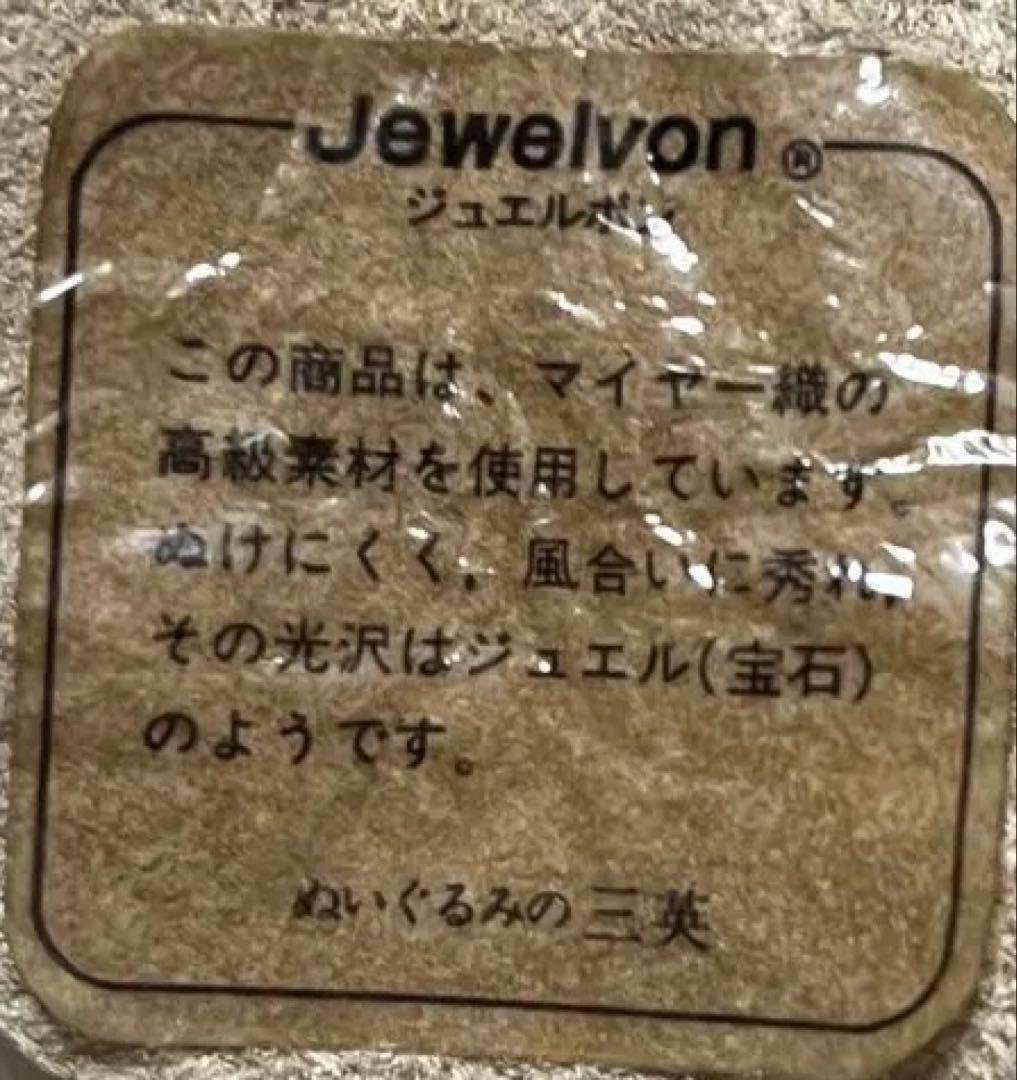 Jewelvon®
ジュエルボン
この商品は、マイヤー織の
高級素材を使用しています。
ぬけにくく、風合いに秀れ、
その光沢はジュエル(宝石)
のようです。
ぬいぐるみの三英